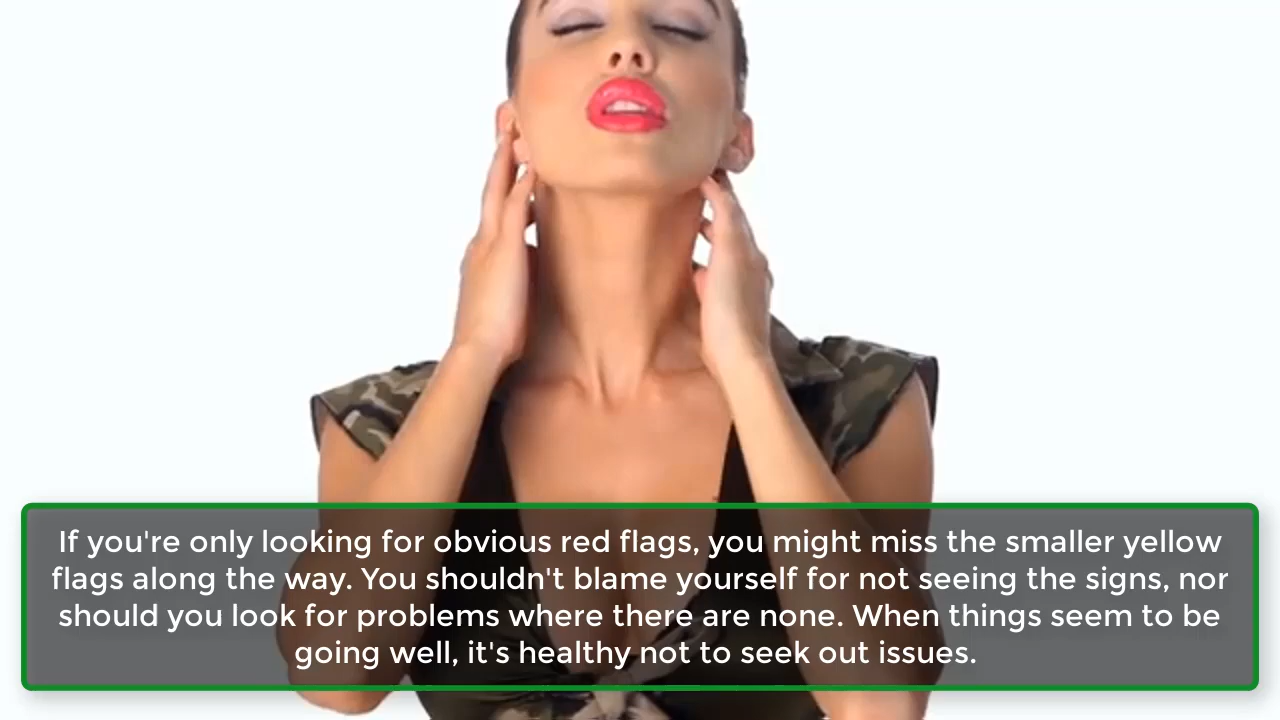 If you're only looking for obvious red flags, you might miss the smaller yellow
flags along the way. You shouldn't blame yourself for not seeing the signs, nor
should you look for problems where there are none. When things seem to be
going well, it's healthy not to seek out issues.